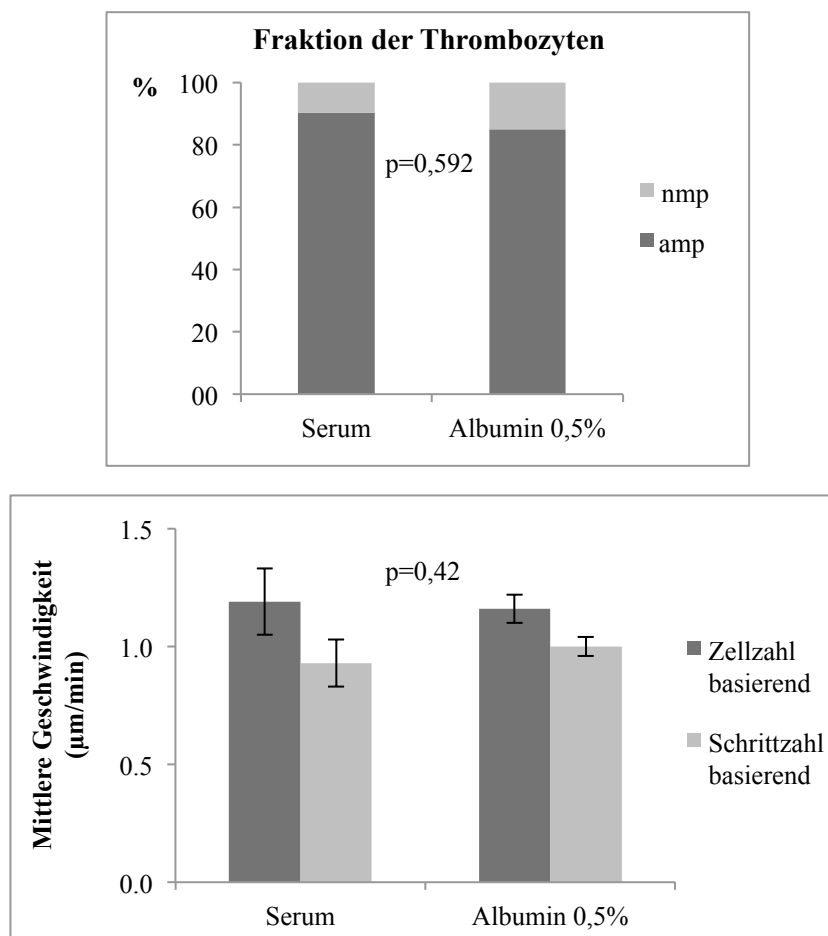 Fraktion der Thrombozyten
%
100
80
60
40
20
00
p=0,592
nmp
amp
Serum
Albumin 0,5%
Mittlere Geschwindigkeit
(µm/min)
1.5
1.0
0.5
0.0
p=0,42
Zellzahl
basierend
Schrittzahl
basierend
Serum
Albumin 0,5%